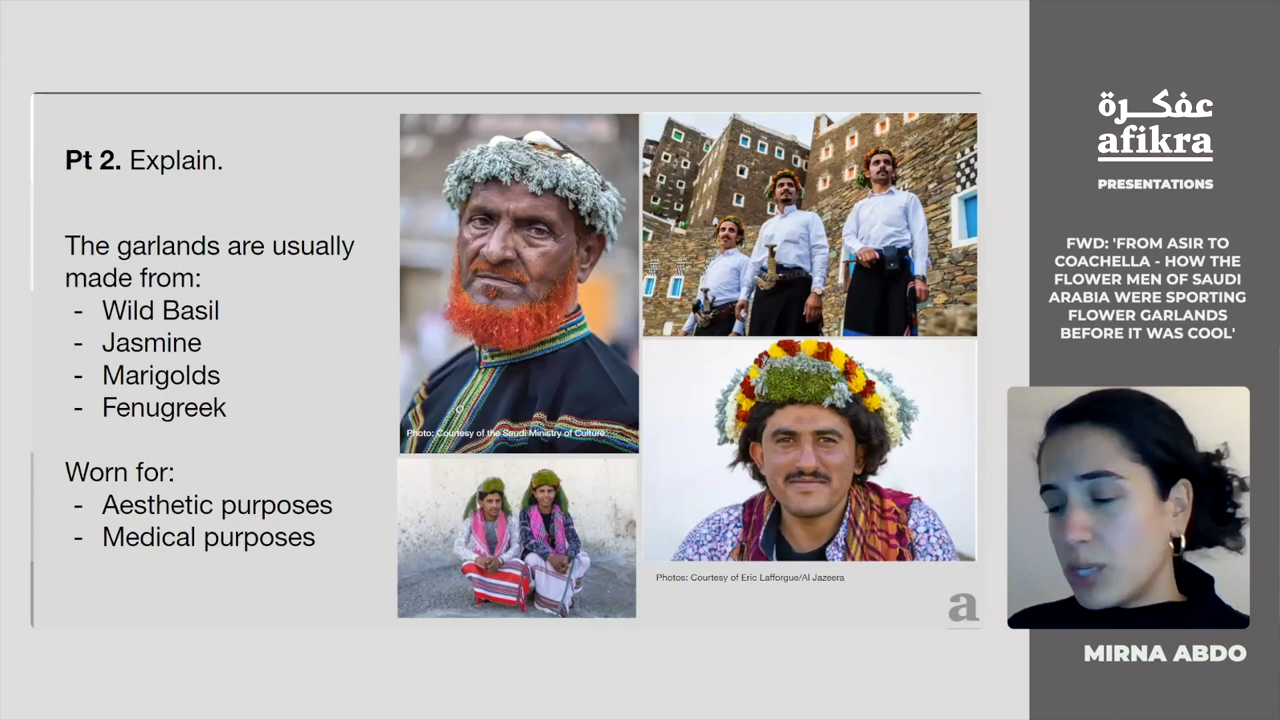 Pt 2. Explain.
The garlands are usually
made from:
- Wild Basil
- Jasmine
- Marigolds
- Fenugreek
Worn for:
- Aesthetic purposes
- Medical purposes
Photo: Courtesy of the Saudi Ministry of Culture
Photos: Courtesy of Eric Lafforgue/Al Jazeera
a
عفكرة
afikra
PRESENTATIONS
FWD: 'FROM ASIR TO
COACHELLA - HOW THE
FLOWER MEN OF SAUDI
ARABIA WERE SPORTING
FLOWER GARLANDS
BEFORE IT WAS COOL'
MIRNA ABDO